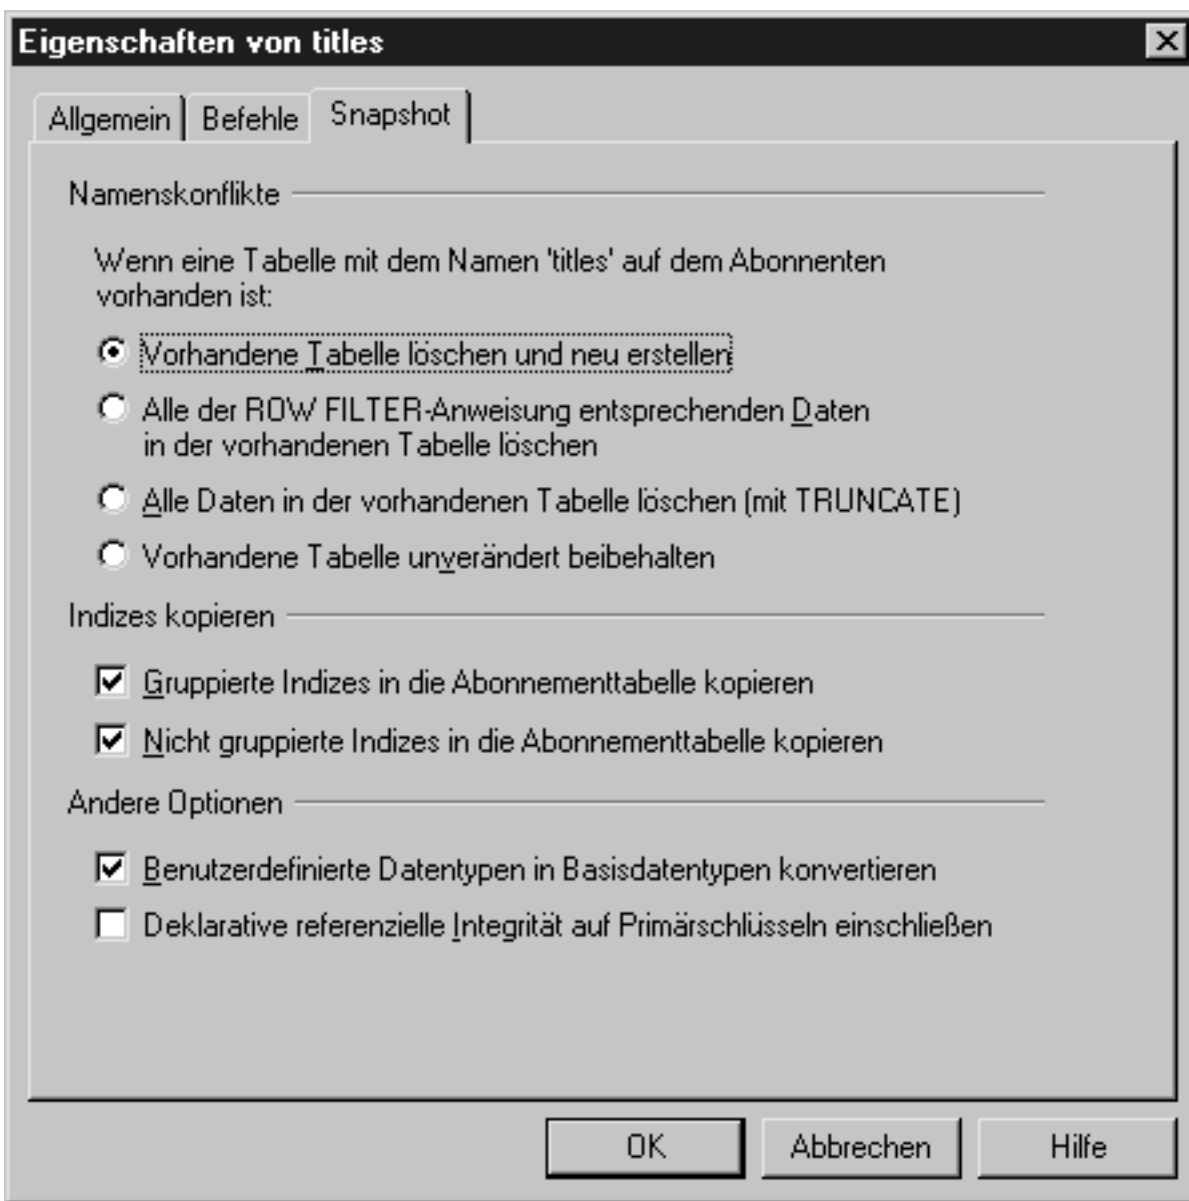 Eigenschaften von titles
Allgemein
Befehle
Snapshot
Namenskonflikte
Wenn eine Tabelle mit dem Namen 'titles' auf dem Abonnenten
vorhanden ist:
Vorhandene Tabelle löschen und neu erstellen
Alle der ROW FILTER-Anweisung entsprechenden Daten
in der vorhandenen Tabelle löschen
Alle Daten in der vorhandenen Tabelle löschen (mit TRUNCATE)
Vorhandene Tabelle unverändert beibehalten
Indizes kopieren
Gruppierte Indizes in die Abonnementtabelle kopieren
Nicht gruppierte Indizes in die Abonnementtabelle kopieren
Andere Optionen
Benutzerdefinierte Datentypen in Basisdatentypen konvertieren
Deklarative referenzielle Integrität auf Primärschlüsseln einschließen
OK
Abbrechen
Hilfe